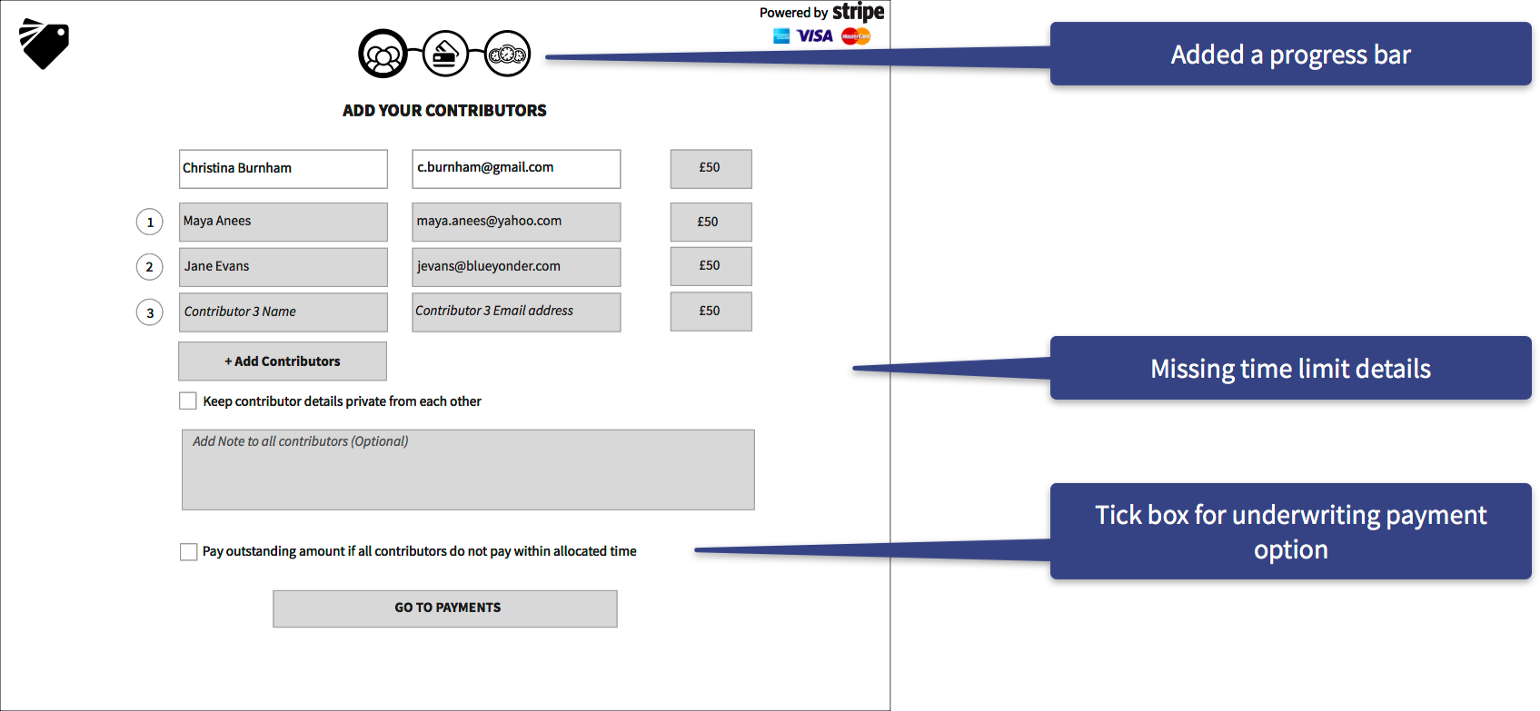 Powered by stripe
VISA MasterCard
Added a progress bar
ADD YOUR CONTRIBUTORS
Christina Burnham c.burnham@gmail.com £50
1 Maya Anees maya.anees@yahoo.com £50
2 Jane Evans jevans@blueyonder.com £50
3 Contributor 3 Name Contributor 3 Email address £50
+ Add Contributors
Missing time limit details
Keep contributor details private from each other
Add Note to all contributors (Optional)
Tick box for underwriting payment
option
Pay outstanding amount if all contributors do not pay within allocated time
GO TO PAYMENTS